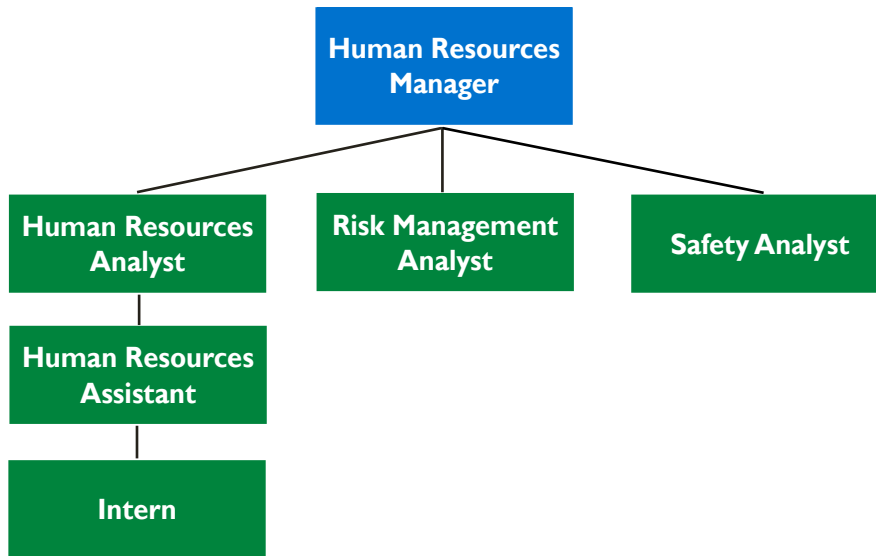 Human Resources
Manager
Human Resources
Analyst
Risk Management
Analyst
Safety Analyst
Human Resources
Assistant
Intern